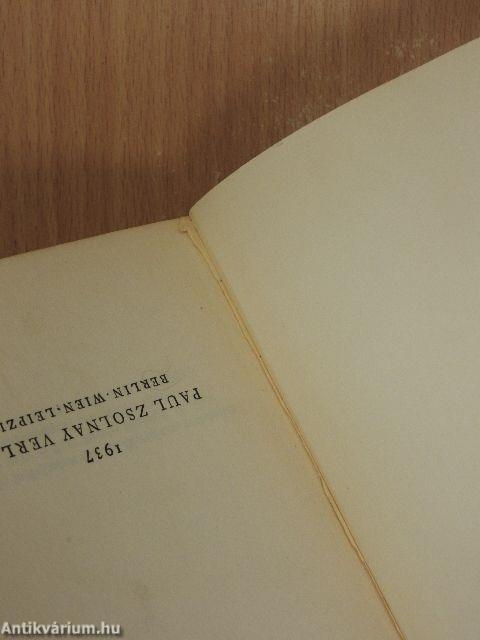 1937
PAUL ZSOLNAY VERL
BERLIN·WIEN·LEIPZI
Antikvárium.hu